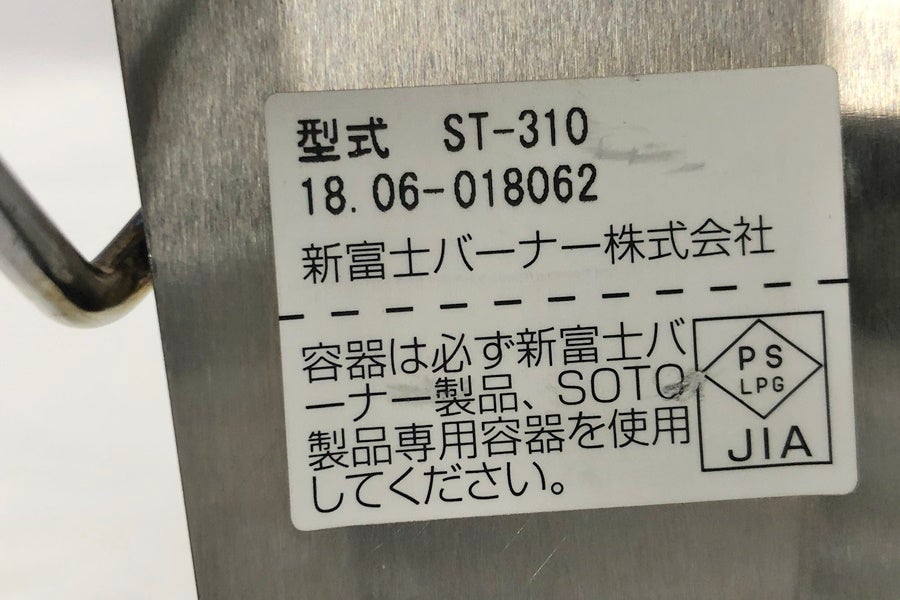 型式 ST-310
18.06-018062
新富士バーナー株式会社
容器は必ず新富士バ
ーナー製品、SOTO
製品専用容器を使用
してください。
PS
LPG
JIA